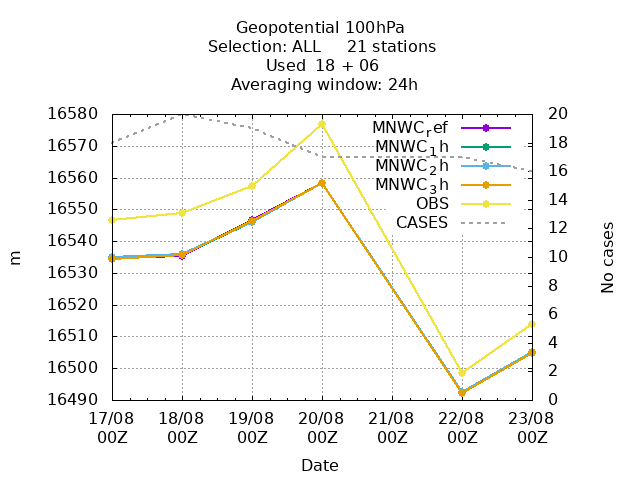 Geopotential 100hPa
Selection: ALL 21 stations
Used 18 + 06
Averaging window: 24h
16580
16570
16560
16550
16540
16530
16520
16510
16500
16490
m
20
18
16
14
12
10
8
6
4
2
0
No cases
MNWC_ref
MNWC_1h
MNWC_2h
MNWC_3h
OBS
CASES
17/08 18/08 19/08 20/08 21/08 22/08 23/08
00Z 00Z 00Z 00Z 00Z 00Z 00Z
Date